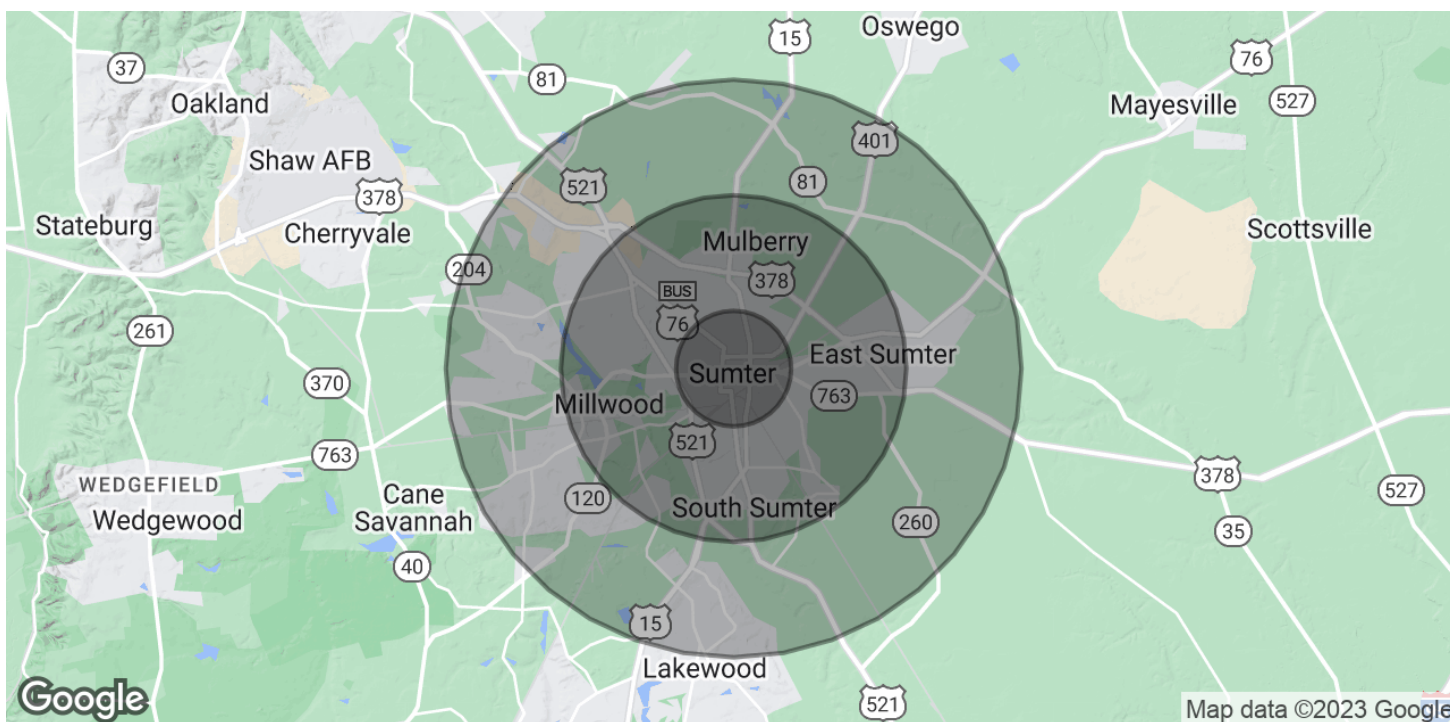 Oswego
15
76
37
81
Oakland
Mayesville
527
401
Shaw AFB
521
81
378
Stateburg
Cherryvale
Scottsville
Mulberry
204
378
BUS
76
261
East Sumter
Sumter
370
763
Millwood
521
763
WEDGEFIELD
378
527
Wedgewood
Cane
Savannah
120
South Sumter
260
35
40
15
Lakewood
521
Google
Map data ©2023 Google